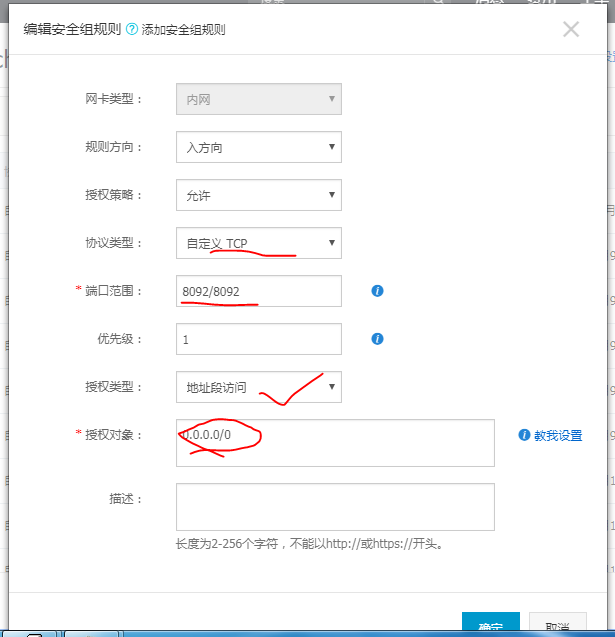 编辑安全组规则 ? 添加安全组规则
网卡类型： 内网
规则方向： 入方向
授权策略： 允许
协议类型： 自定义 TCP
* 端口范围： 8092/8092
优先级： 1
授权类型： 地址段访问
* 授权对象： 0.0.0.0/0 教我设置
描述：
长度为2-256个字符，不能以http://或https://开头。
确定 取消